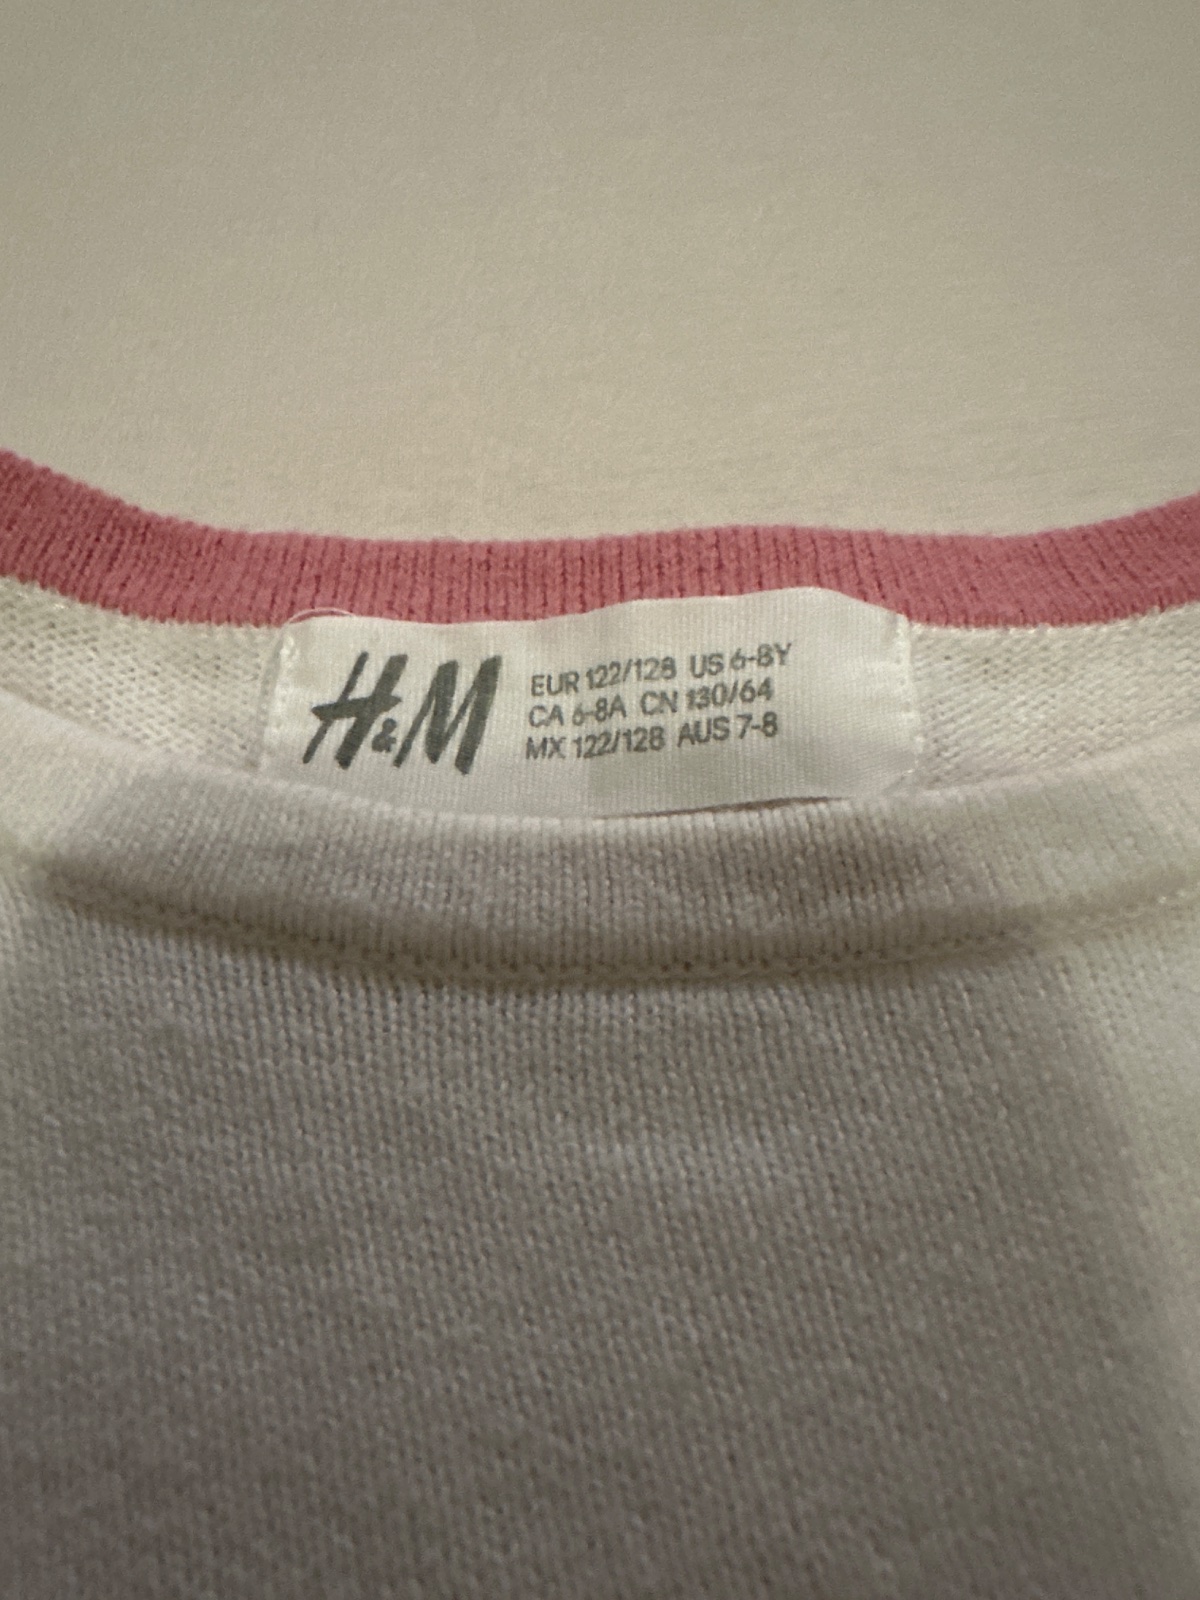 H&M
EUR 122/128 US 6-8Y
CA 6-8A CN 130/64
MX 122/128 AUS 7-8